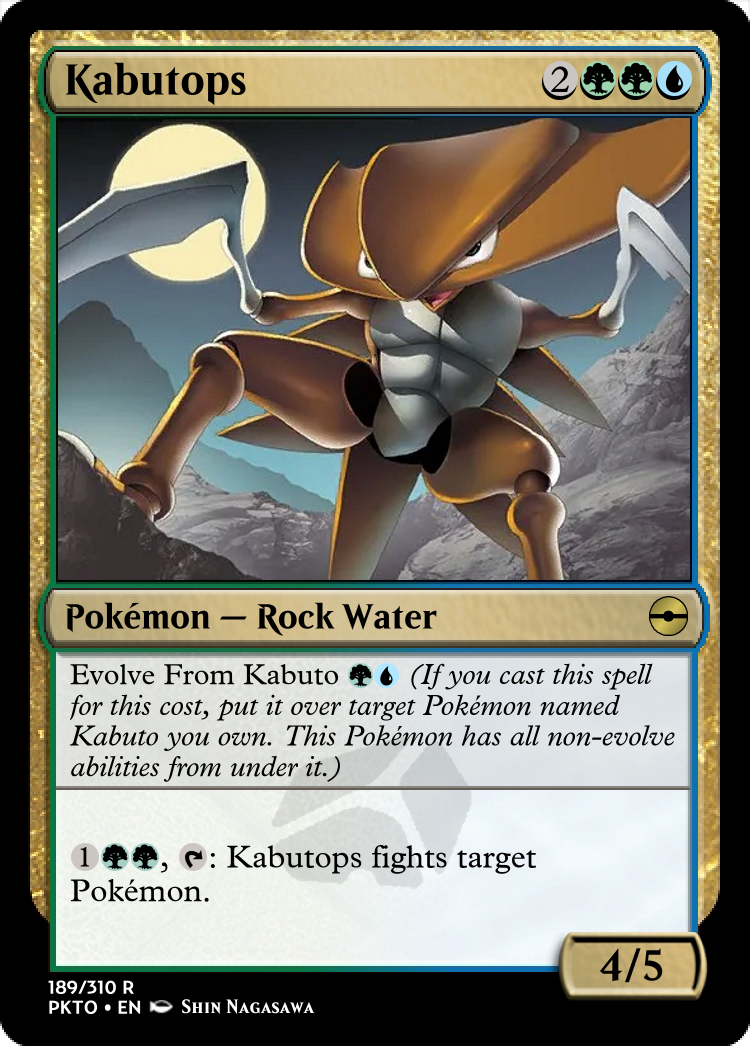 Kabutops 2
Pokémon — Rock Water
Evolve From Kabuto (If you cast this spell
for this cost, put it over target Pokémon named
Kabuto you own. This Pokémon has all non-evolve
abilities from under it.)
1 , : Kabutops fights target
Pokémon.
4/5
189/310 R
PKTO • EN Shin Nagasawa